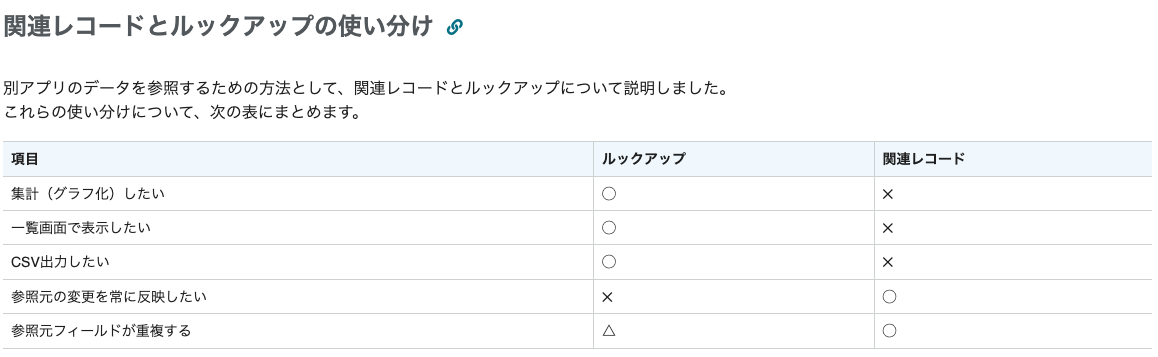 関連レコードとルックアップの使い分け
別アプリのデータを参照するための方法として、関連レコードとルックアップについて説明しました。
これらの使い分けについて、次の表にまとめます。
項目 ルックアップ 関連レコード
集計（グラフ化）したい ○ ×
一覧画面で表示したい ○ ×
CSV出力したい ○ ×
参照元の変更を常に反映したい × ○
参照元フィールドが重複する △ ○